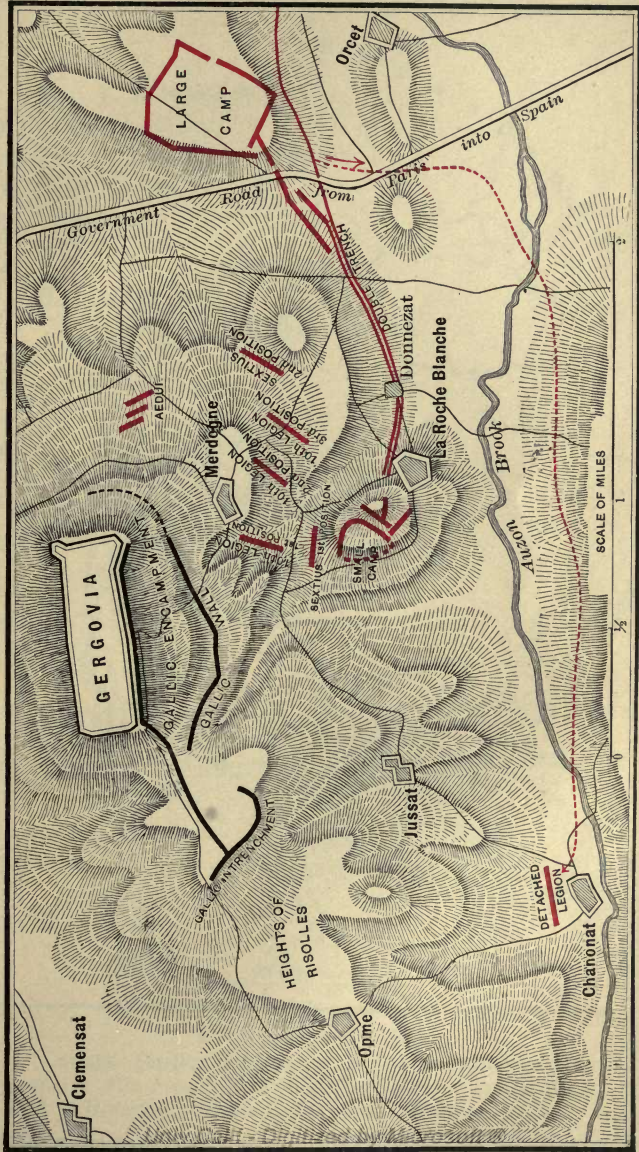 Clemensat
GERGOVIA
GALLIC ENCAMPMENT
GALLIC WALL
GALLIC INTRENCHMENT
HEIGHTS OF
RISOLLES
Opme
Jussat
Chanonat
DETACHED
LEGION
Merdogne
AEDUI
10TH LEGION
1ST POSITION
10TH LEGION
2ND POSITION
10TH LEGION
3RD POSITION
SEXTIUS
2ND POSITION
SEXTIUS 1ST POSITION
SMALL
CAMP
La Roche Blanche
Donnezat
DOUBLE TRENCH
LARGE
CAMP
Orcet
Government Road from Paris into Spain
Auzon Brook
SCALE OF MILES
0 ½ 1 2